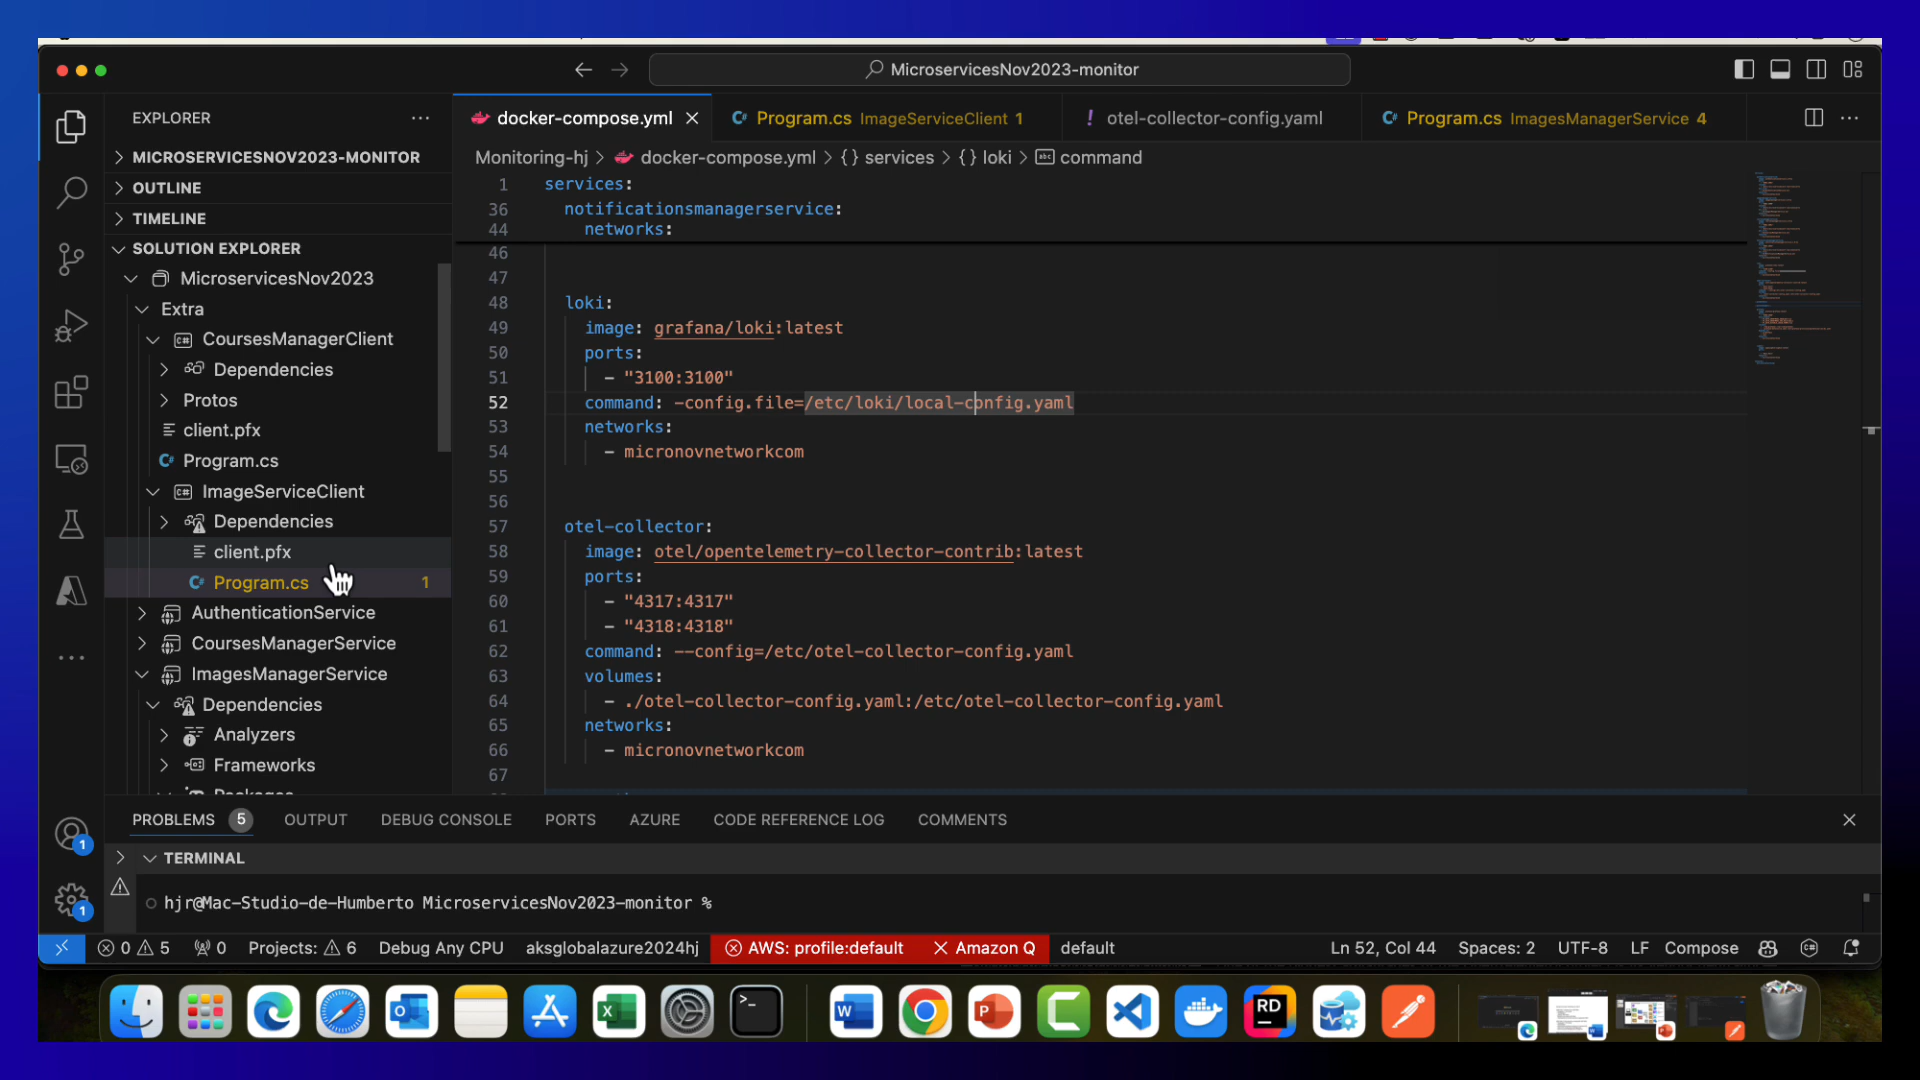 MicroservicesNov2023-monitor
EXPLORER
docker-compose.yml
Program.cs ImageServiceClient 1
! otel-collector-config.yaml
Program.cs ImagesManagerService 4
MICROSERVICESNOV2023-MONITOR
OUTLINE
TIMELINE
SOLUTION EXPLORER
MicroservicesNov2023
Extra
CoursesManagerClient
Dependencies
Protos
client.pfx
Program.cs
ImageServiceClient
Dependencies
client.pfx
Program.cs 1
AuthenticationService
CoursesManagerService
ImagesManagerService
Dependencies
Analyzers
Frameworks
Monitoring-hj > docker-compose.yml > {} services > {} loki > abc command
1 services:
36 notificationsmanagerservice:
44 networks:
46
47
48 loki:
49 image: grafana/loki:latest
50 ports:
51 - "3100:3100"
52 command: -config.file=/etc/loki/local-config.yaml
53 networks:
54 - micronovnetworkcom
55
56
57 otel-collector:
58 image: otel/opentelemetry-collector-contrib:latest
59 ports:
60 - "4317:4317"
61 - "4318:4318"
62 command: --config=/etc/otel-collector-config.yaml
63 volumes:
64 - ./otel-collector-config.yaml:/etc/otel-collector-config.yaml
65 networks:
66 - micronovnetworkcom
67
PROBLEMS 5 OUTPUT DEBUG CONSOLE PORTS AZURE CODE REFERENCE LOG COMMENTS
TERMINAL
hjr@Mac-Studio-de-Humberto MicroservicesNov2023-monitor %
1
1
0 5 0 Projects: 6 Debug Any CPU aksglobalazure2024hj AWS: profile:default Amazon Q default Ln 52, Col 44 Spaces: 2 UTF-8 LF Compose
RD